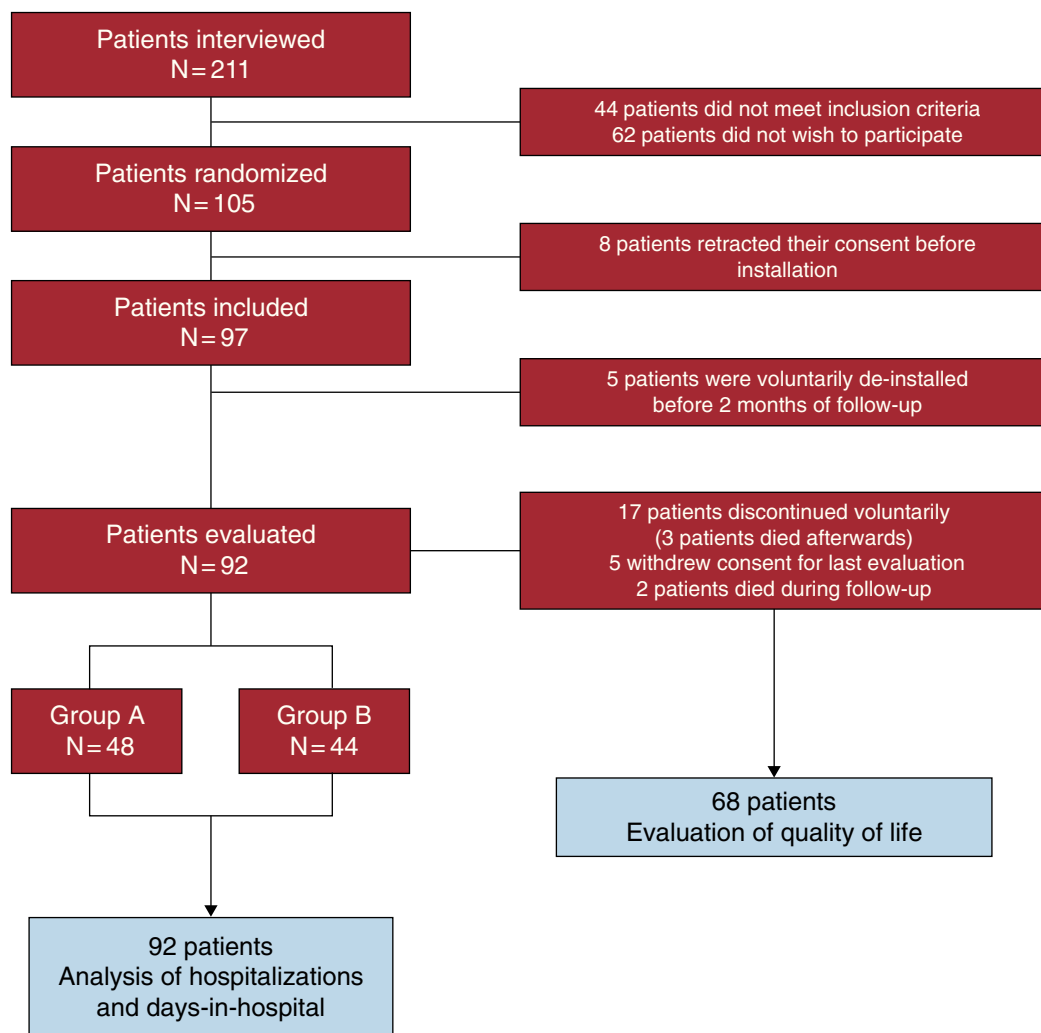 Patients interviewed
N = 211
44 patients did not meet inclusion criteria
62 patients did not wish to participate
Patients randomized
N = 105
8 patients retracted their consent before
installation
Patients included
N = 97
5 patients were voluntarily de-installed
before 2 months of follow-up
Patients evaluated
N = 92
17 patients discontinued voluntarily
(3 patients died afterwards)
5 withdrew consent for last evaluation
2 patients died during follow-up
Group A
N = 48
Group B
N = 44
68 patients
Evaluation of quality of life
92 patients
Analysis of hospitalizations
and days-in-hospital